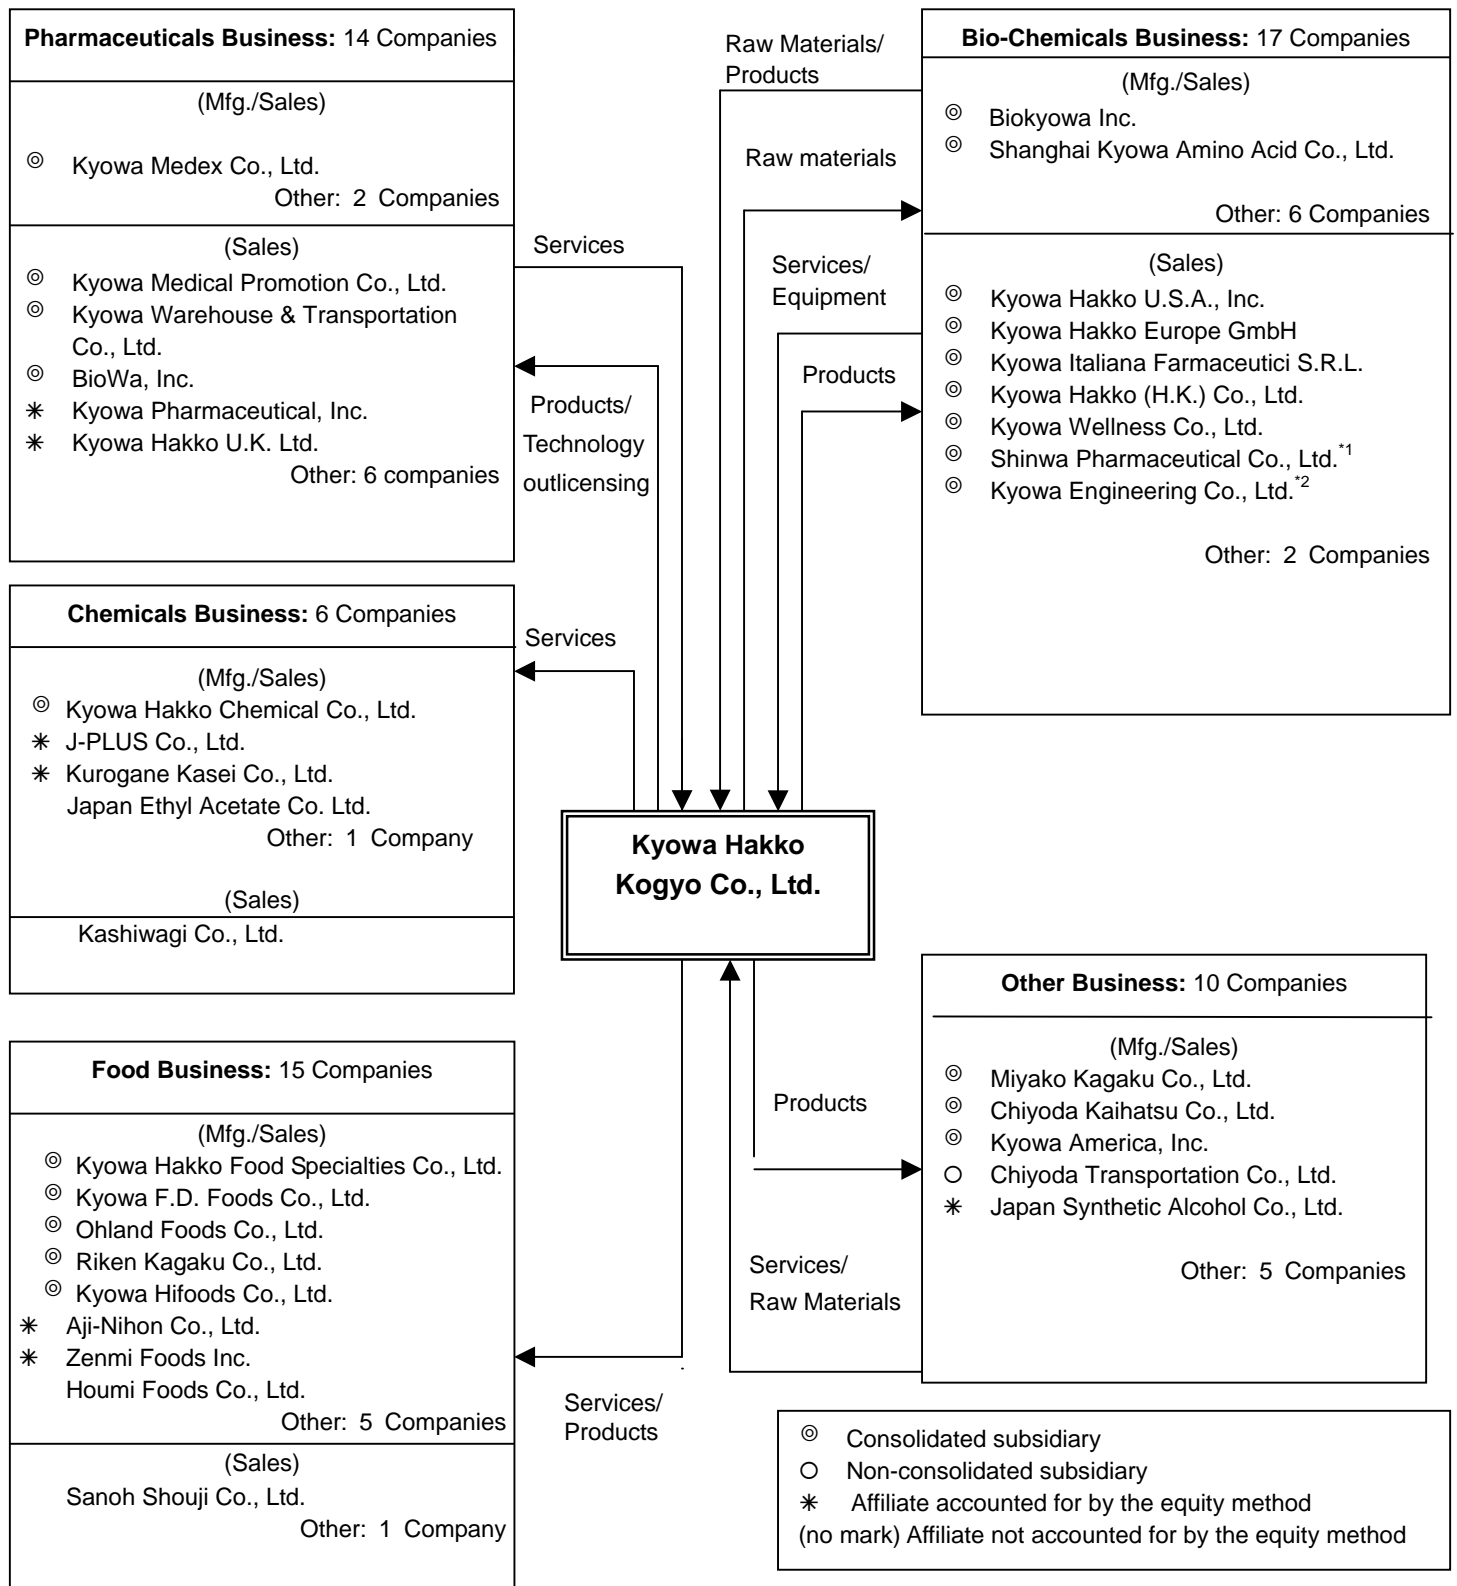 Pharmaceuticals Business: 14 Companies
(Mfg./Sales)
◎ Kyowa Medex Co., Ltd.
Other: 2 Companies
(Sales)
◎ Kyowa Medical Promotion Co., Ltd.
◎ Kyowa Warehouse & Transportation
Co., Ltd.
◎ BioWa, Inc.
✳ Kyowa Pharmaceutical, Inc.
✳ Kyowa Hakko U.K. Ltd.
Other: 6 companies
Services
Products/
Technology
outlicensing
Raw Materials/
Products
Raw materials
Services/
Equipment
Products
Bio-Chemicals Business: 17 Companies
(Mfg./Sales)
◎ Biokyowa Inc.
◎ Shanghai Kyowa Amino Acid Co., Ltd.
Other: 6 Companies
(Sales)
◎ Kyowa Hakko U.S.A., Inc.
◎ Kyowa Hakko Europe GmbH
◎ Kyowa Italiana Farmaceutici S.R.L.
◎ Kyowa Hakko (H.K.) Co., Ltd.
◎ Kyowa Wellness Co., Ltd.
◎ Shinwa Pharmaceutical Co., Ltd.*1
◎ Kyowa Engineering Co., Ltd.*2
Other: 2 Companies
Chemicals Business: 6 Companies
(Mfg./Sales)
◎ Kyowa Hakko Chemical Co., Ltd.
✳ J-PLUS Co., Ltd.
✳ Kurogane Kasei Co., Ltd.
Japan Ethyl Acetate Co. Ltd.
Other: 1 Company
(Sales)
Kashiwagi Co., Ltd.
Services
Kyowa Hakko
Kogyo Co., Ltd.
Food Business: 15 Companies
(Mfg./Sales)
◎ Kyowa Hakko Food Specialties Co., Ltd.
◎ Kyowa F.D. Foods Co., Ltd.
◎ Ohland Foods Co., Ltd.
◎ Riken Kagaku Co., Ltd.
◎ Kyowa Hifoods Co., Ltd.
✳ Aji-Nihon Co., Ltd.
✳ Zenmi Foods Inc.
Houmi Foods Co., Ltd.
Other: 5 Companies
(Sales)
Sanoh Shouji Co., Ltd.
Other: 1 Company
Services/
Products
Products
Services/
Raw Materials
Other Business: 10 Companies
(Mfg./Sales)
◎ Miyako Kagaku Co., Ltd.
◎ Chiyoda Kaihatsu Co., Ltd.
◎ Kyowa America, Inc.
○ Chiyoda Transportation Co., Ltd.
✳ Japan Synthetic Alcohol Co., Ltd.
Other: 5 Companies
◎ Consolidated subsidiary
○ Non-consolidated subsidiary
✳ Affiliate accounted for by the equity method
(no mark) Affiliate not accounted for by the equity method